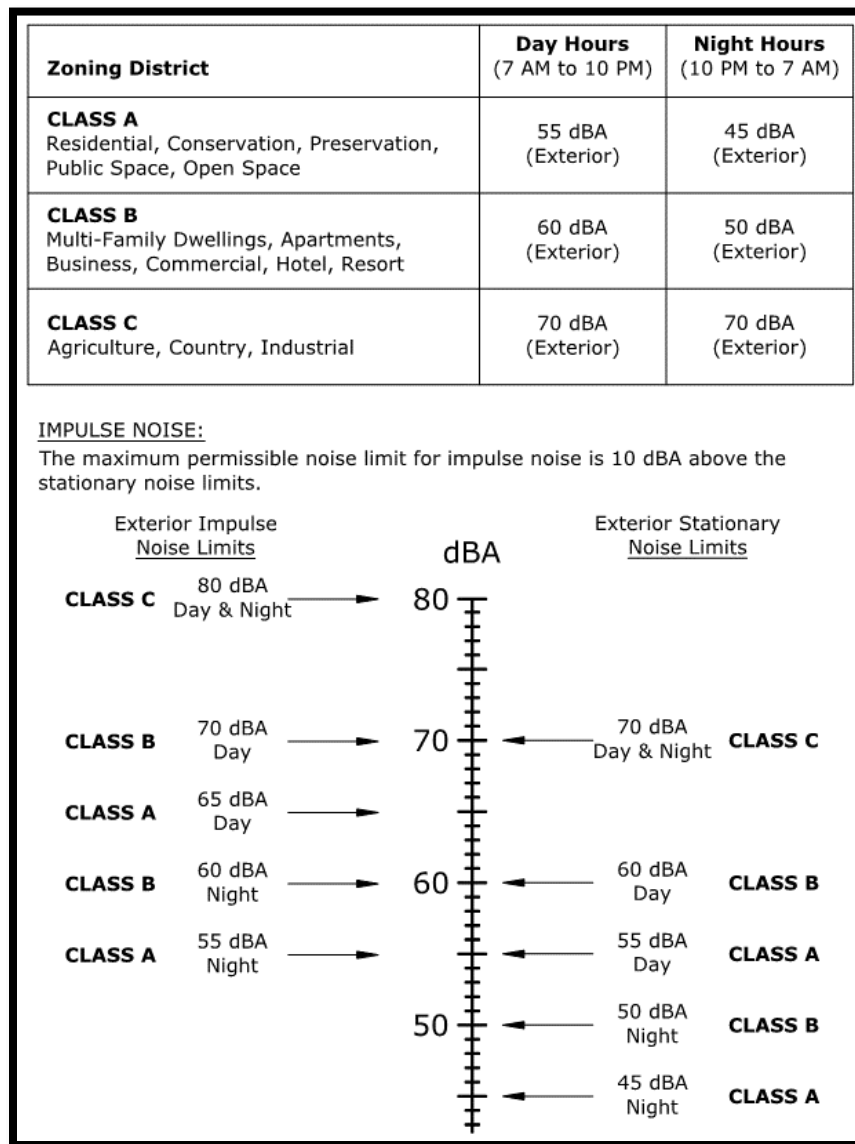 Zoning District
Day Hours
(7 AM to 10 PM)
Night Hours
(10 PM to 7 AM)
CLASS A
Residential, Conservation, Preservation,
Public Space, Open Space
55 dBA
(Exterior)
45 dBA
(Exterior)
CLASS B
Multi-Family Dwellings, Apartments,
Business, Commercial, Hotel, Resort
60 dBA
(Exterior)
50 dBA
(Exterior)
CLASS C
Agriculture, Country, Industrial
70 dBA
(Exterior)
70 dBA
(Exterior)
IMPULSE NOISE:
The maximum permissible noise limit for impulse noise is 10 dBA above the
stationary noise limits.
Exterior Impulse
Noise Limits
dBA
Exterior Stationary
Noise Limits
CLASS C
80 dBA
Day & Night
80
CLASS B
70 dBA
Day
70
70 dBA
Day & Night
CLASS C
CLASS A
65 dBA
Day
CLASS B
60 dBA
Night
60
60 dBA
Day
CLASS B
CLASS A
55 dBA
Night
55 dBA
Day
CLASS A
50
50 dBA
Night
CLASS B
45 dBA
Night
CLASS A